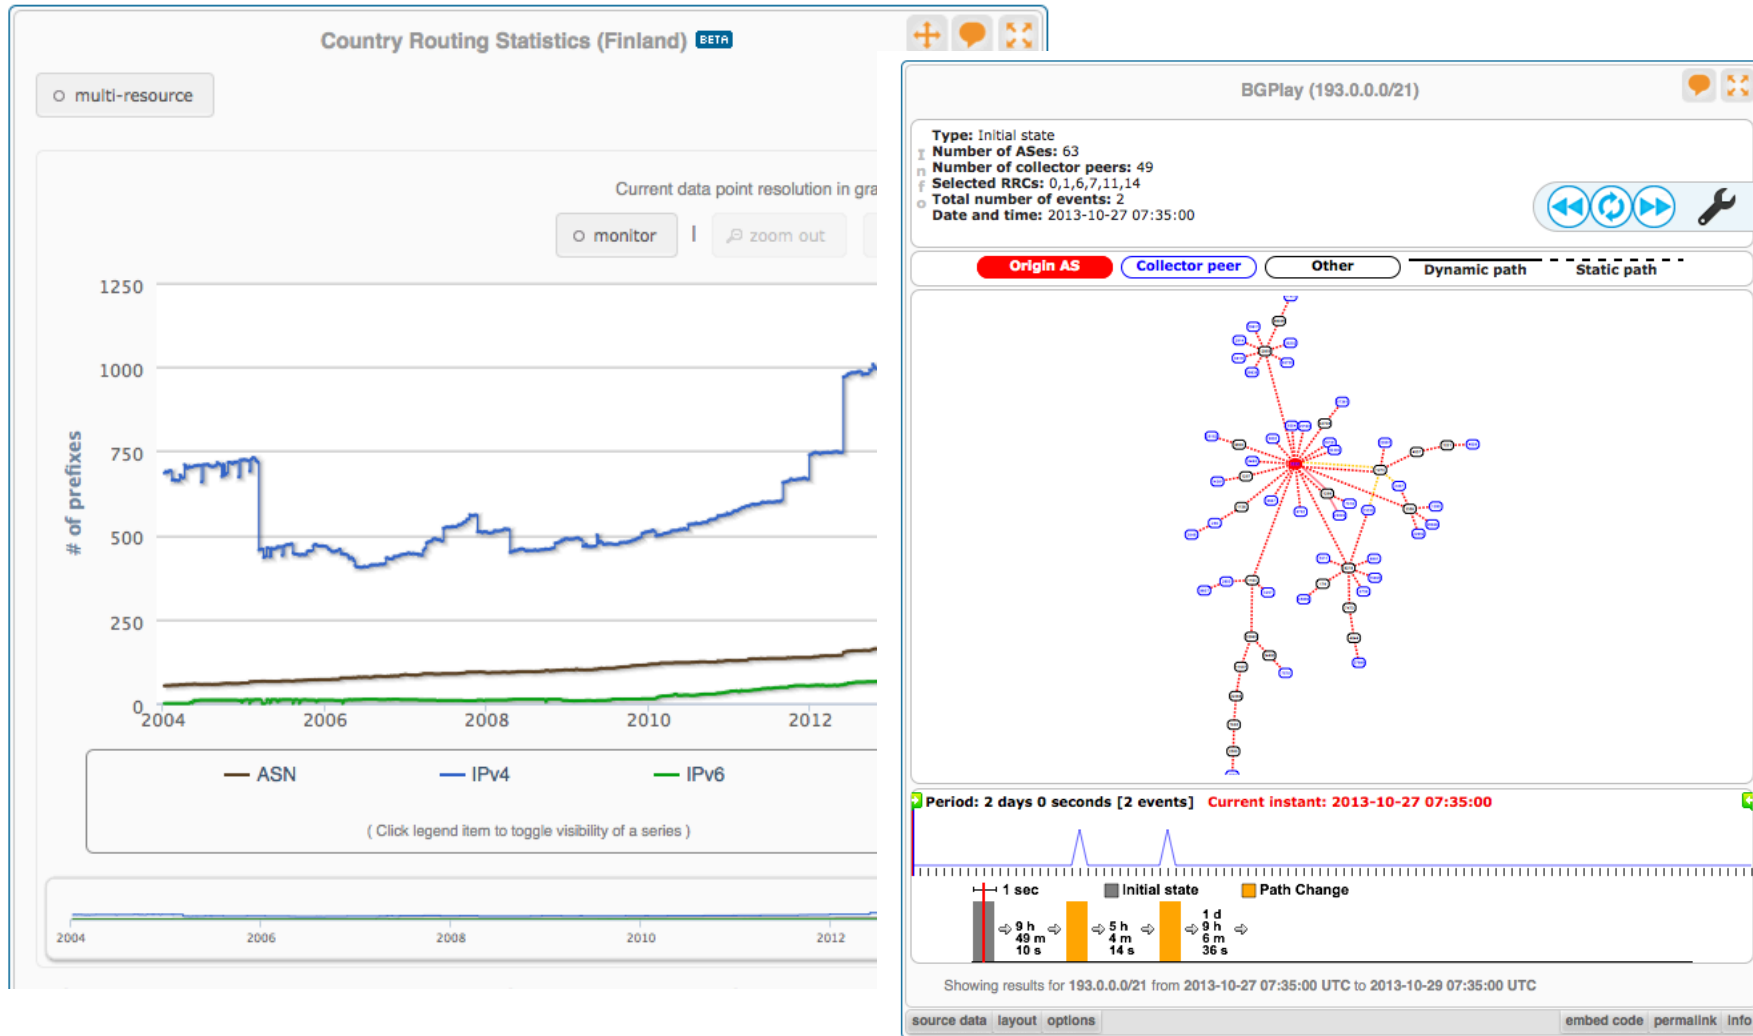 Country Routing Statistics (Finland) BETA
multi-resource
Current data point resolution in gra
monitor | zoom out
1250
1000
750
500
250
0
# of prefixes
2004 2006 2008 2010 2012
ASN IPv4 IPv6
( Click legend item to toggle visibility of a series )
2004 2006 2008 2010 2012
BGPlay (193.0.0.0/21)
Info
Type: Initial state
Number of ASes: 63
Number of collector peers: 49
Selected RRCs: 0,1,6,7,11,14
Total number of events: 2
Date and time: 2013-10-27 07:35:00
Origin AS Collector peer Other Dynamic path Static path
Period: 2 days 0 seconds [2 events] Current instant: 2013-10-27 07:35:00
1 sec Initial state Path Change
9 h
49 m
10 s
5 h
4 m
14 s
1 d
9 h
6 m
36 s
Showing results for 193.0.0.0/21 from 2013-10-27 07:35:00 UTC to 2013-10-29 07:35:00 UTC
source data layout options embed code permalink info